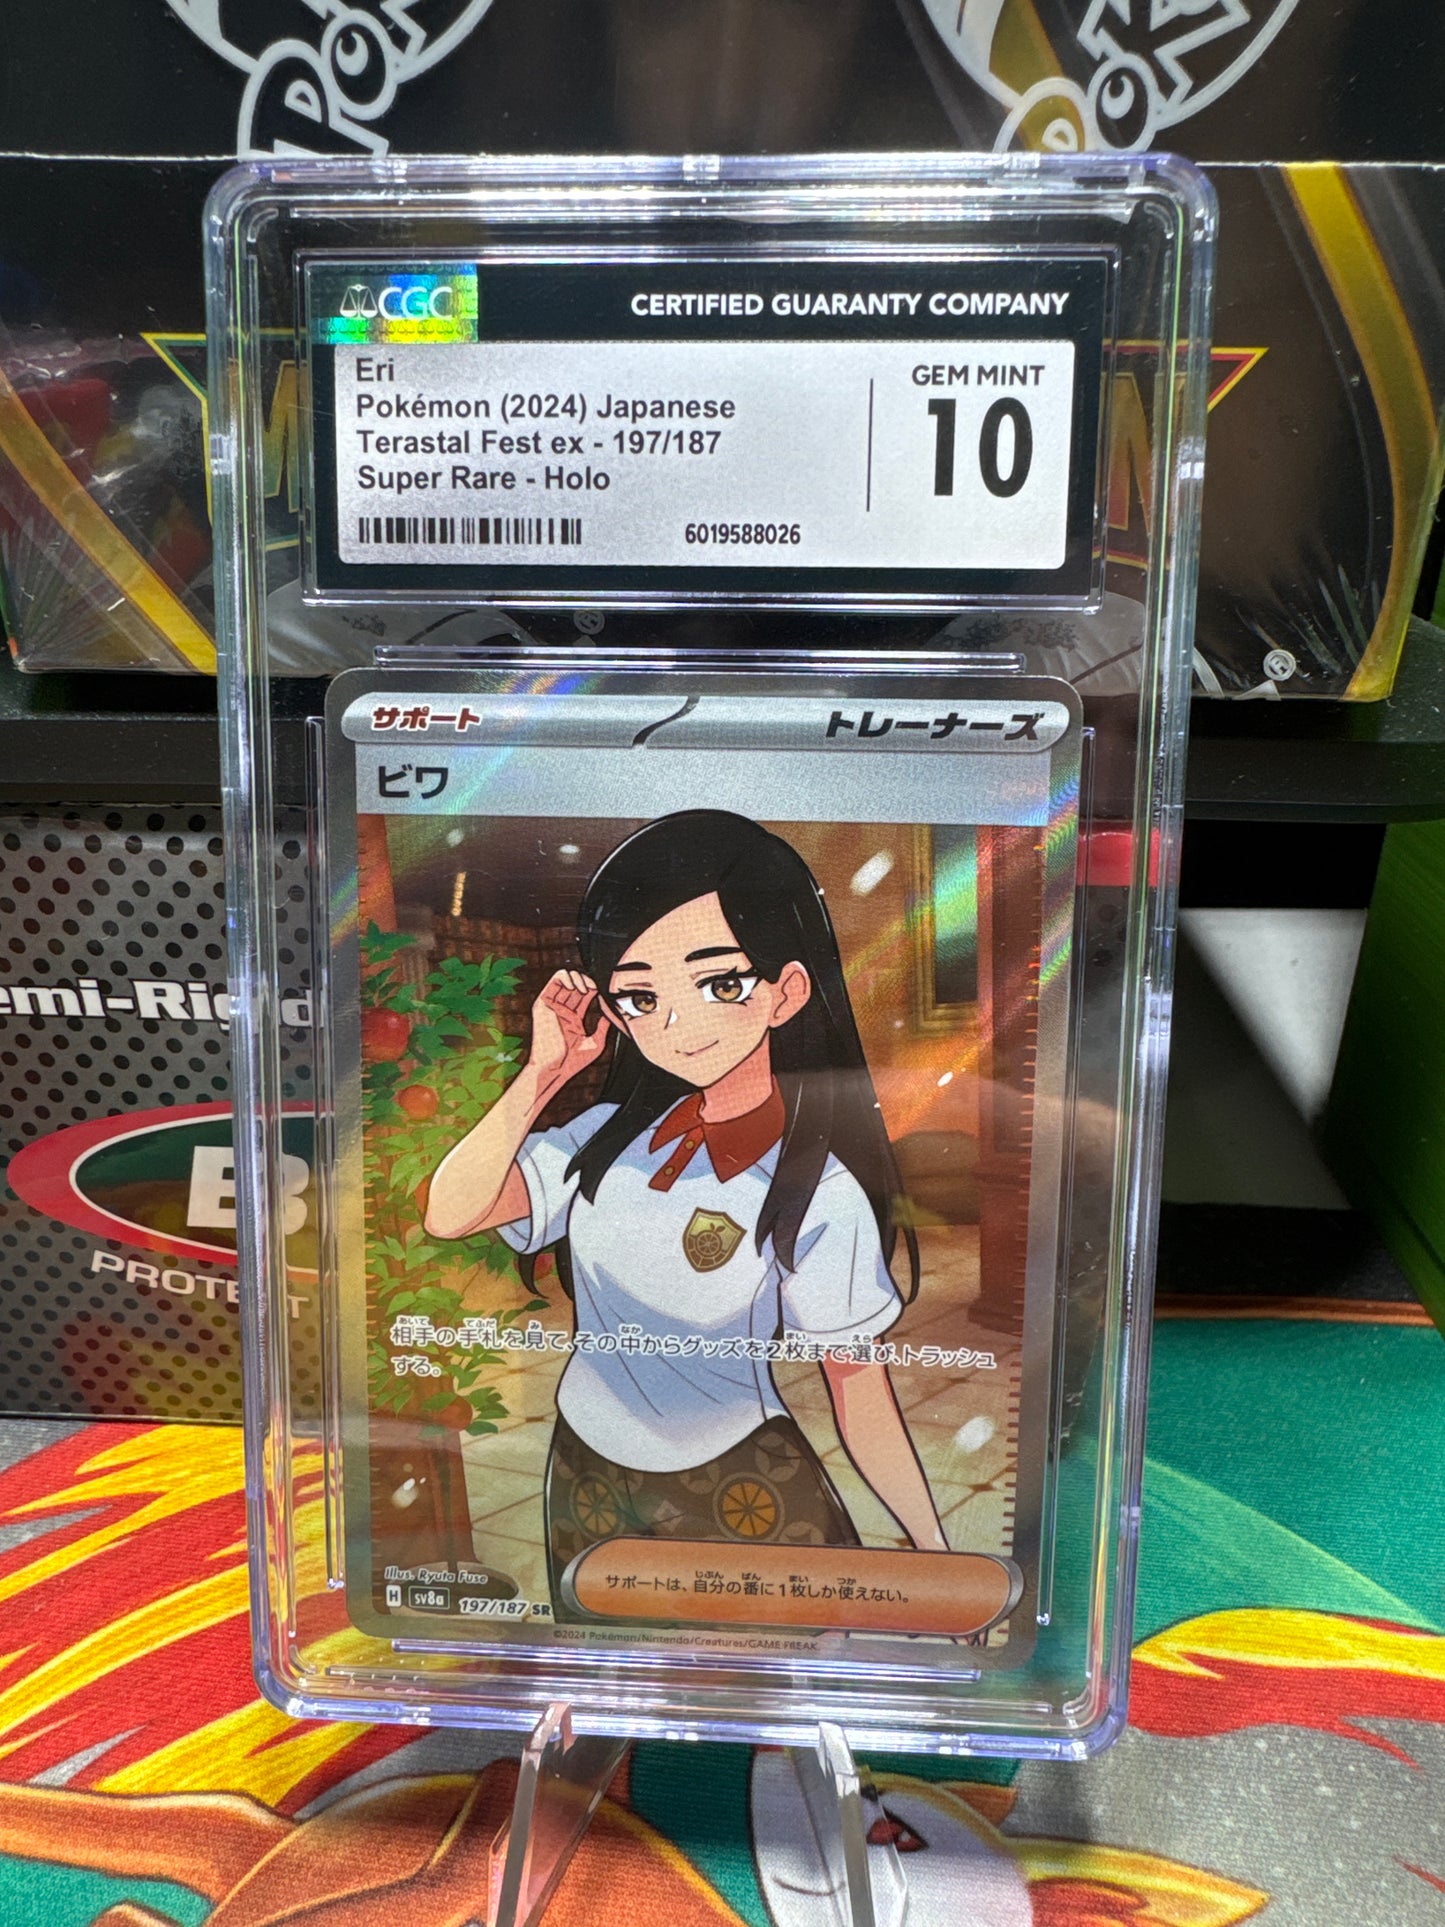 CGC
CERTIFIED GUARANTY COMPANY
Eri
Pokémon (2024) Japanese
Terastal Fest ex - 197/187
Super Rare - Holo
6019588026
GEM MINT
10
サポート
トレーナーズ
ビワ
相手の手札を見て、その中からグッズを2枚まで選び、トラッシュ
する。
サポートは、自分の番に1枚しか使えない。
Illus. Ryuta Fuse
H sv8a 197/187 SR
©2024 Pokémon/Nintendo/Creatures/GAME FREAK.
emi-Rigid
B
PROTECT